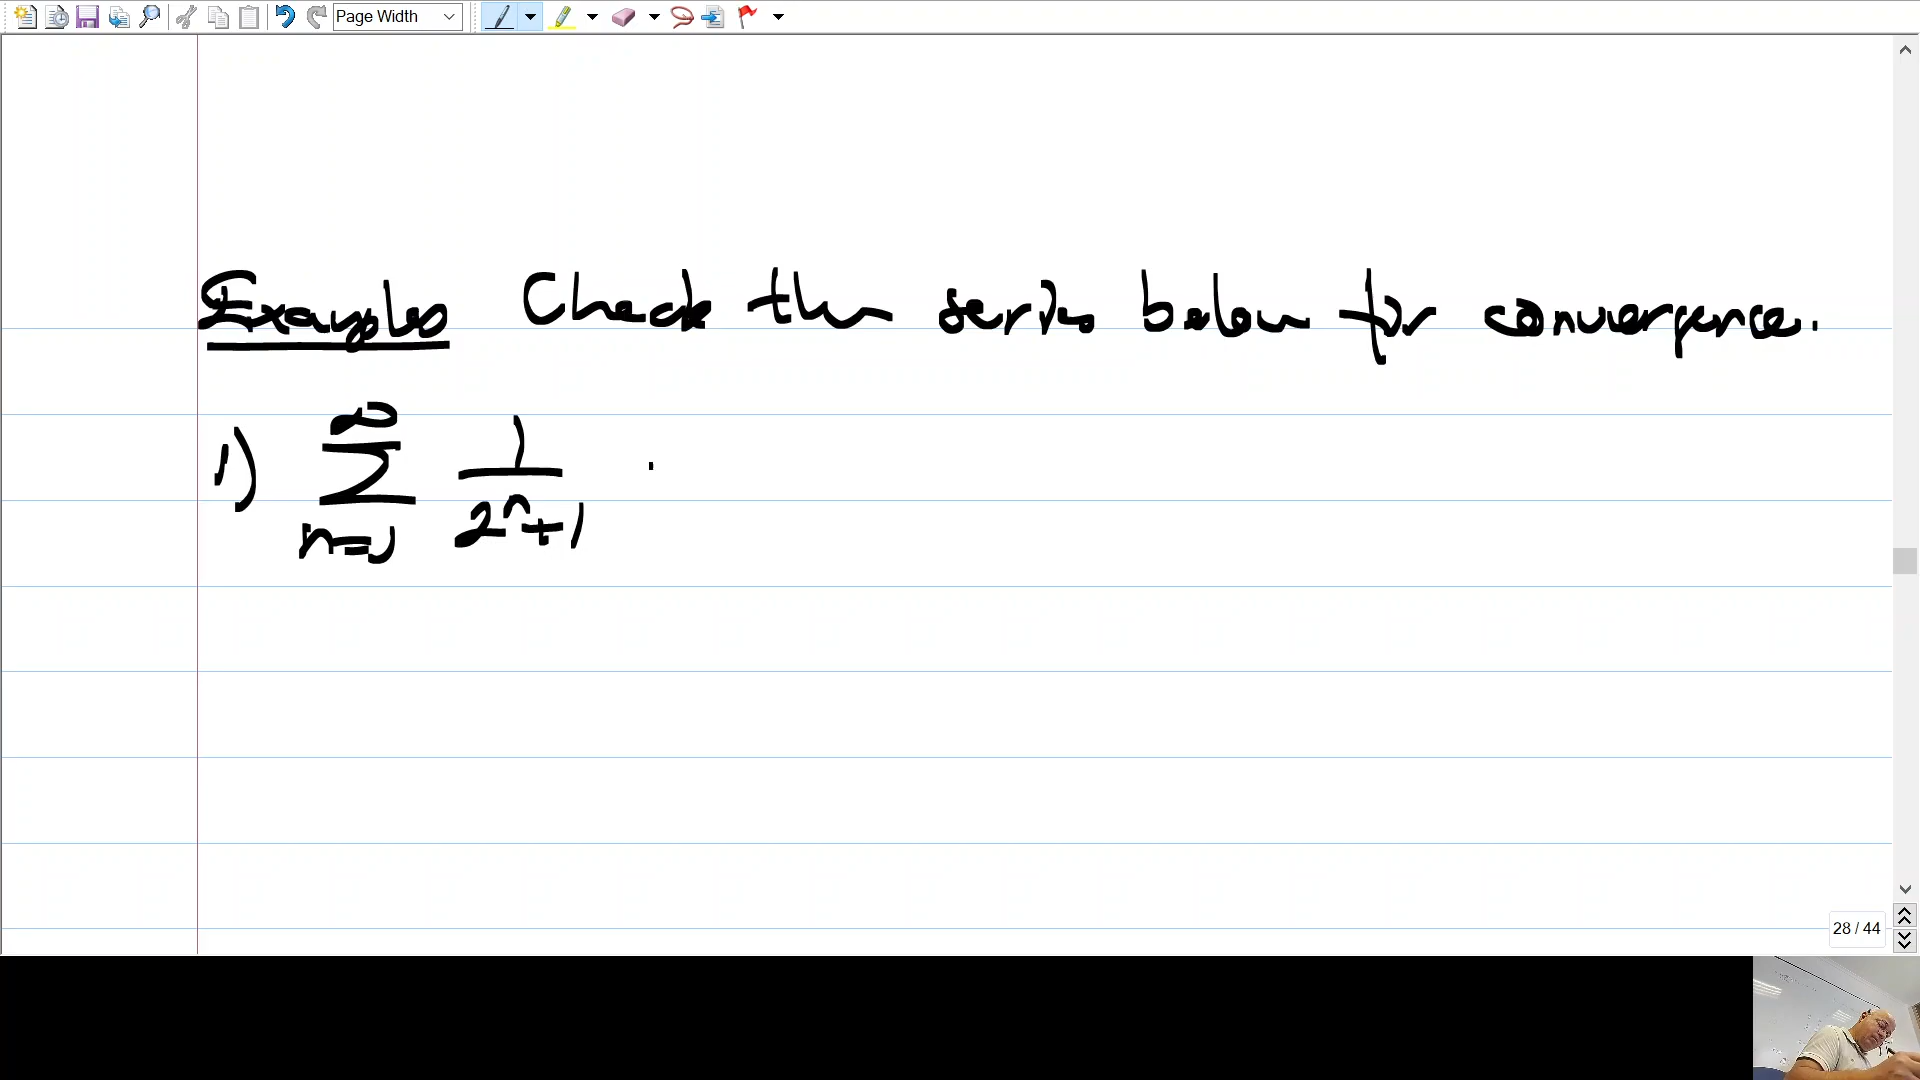 Page Width
Examples Check the series below for convergence.
1) ∑_{n=1}^{∞} 1/(2^n+1)
28 / 44